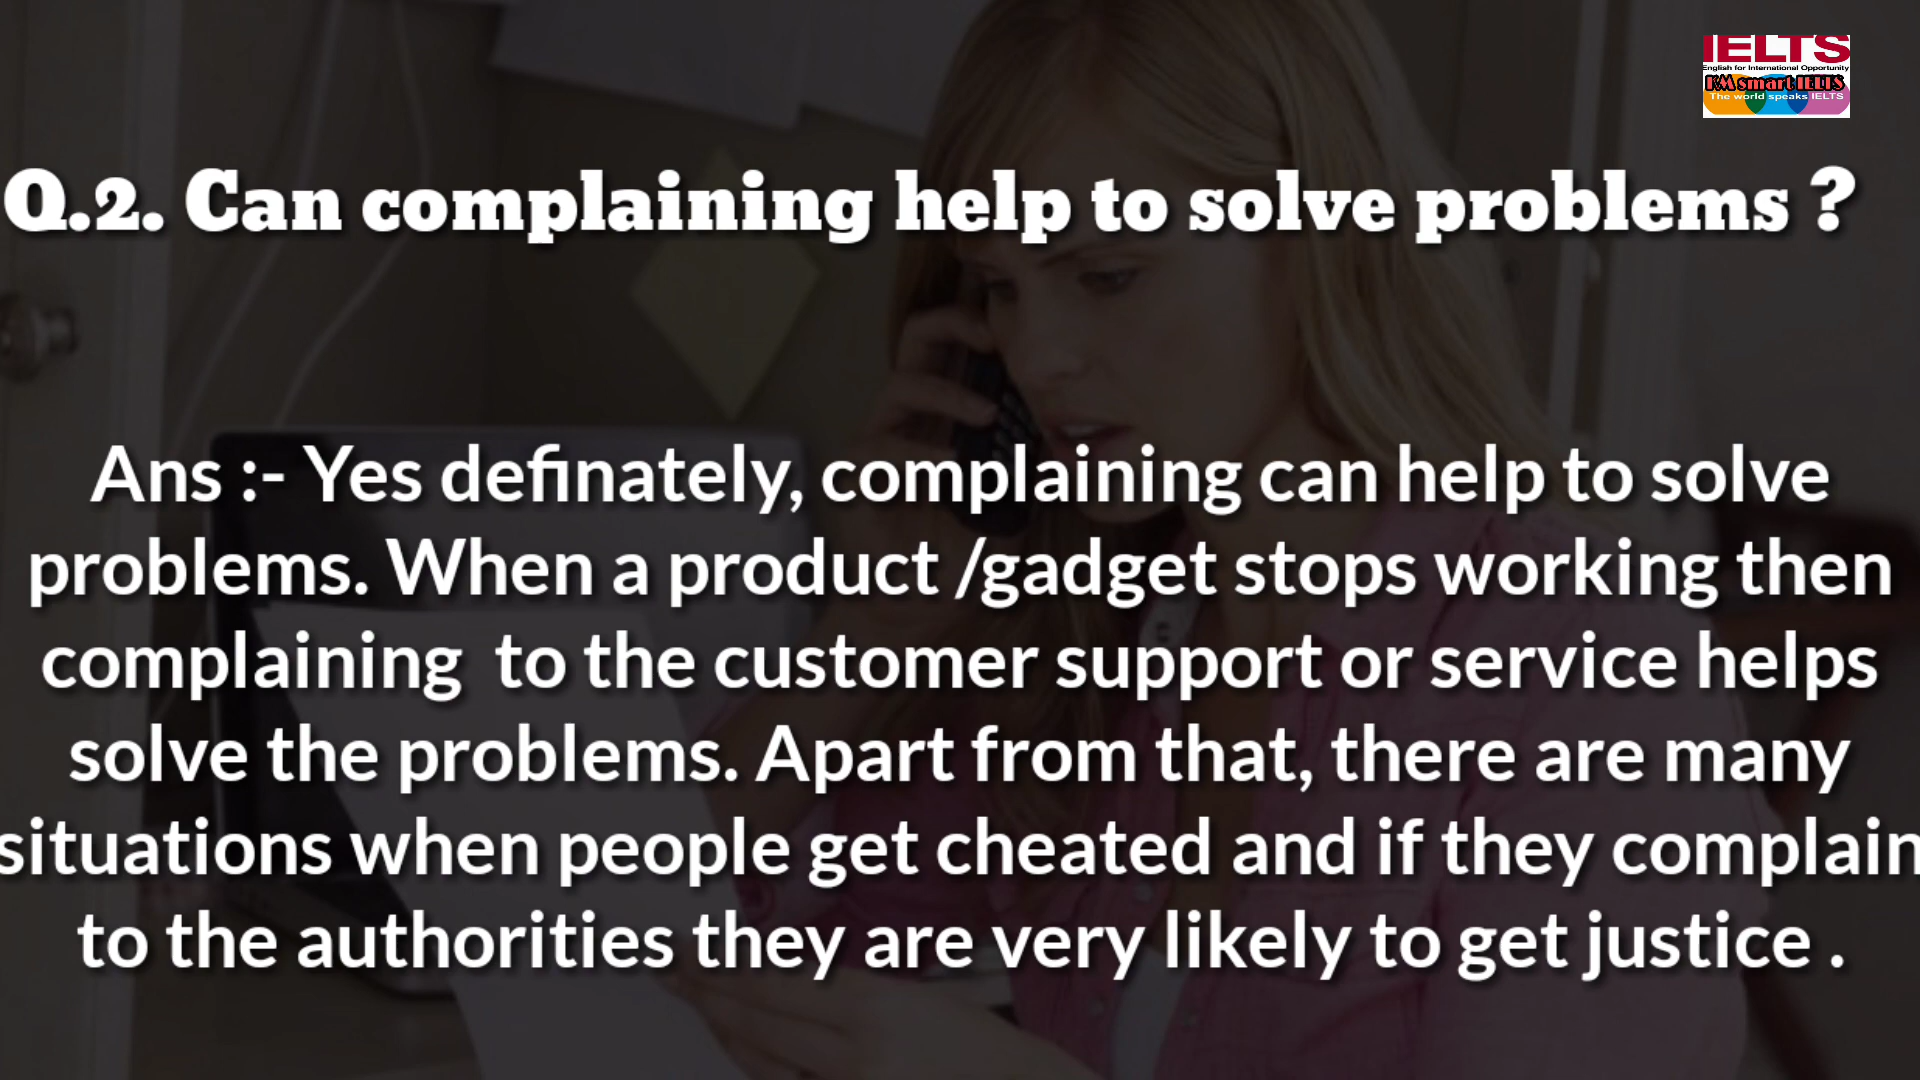 IELTS
English for International Opportunity
KM smart IELTS
The world speaks IELTS
Q.2. Can complaining help to solve problems ?
Ans :- Yes definately, complaining can help to solve
problems. When a product /gadget stops working then
complaining  to the customer support or service helps
solve the problems. Apart from that, there are many
situations when people get cheated and if they complain
to the authorities they are very likely to get justice .